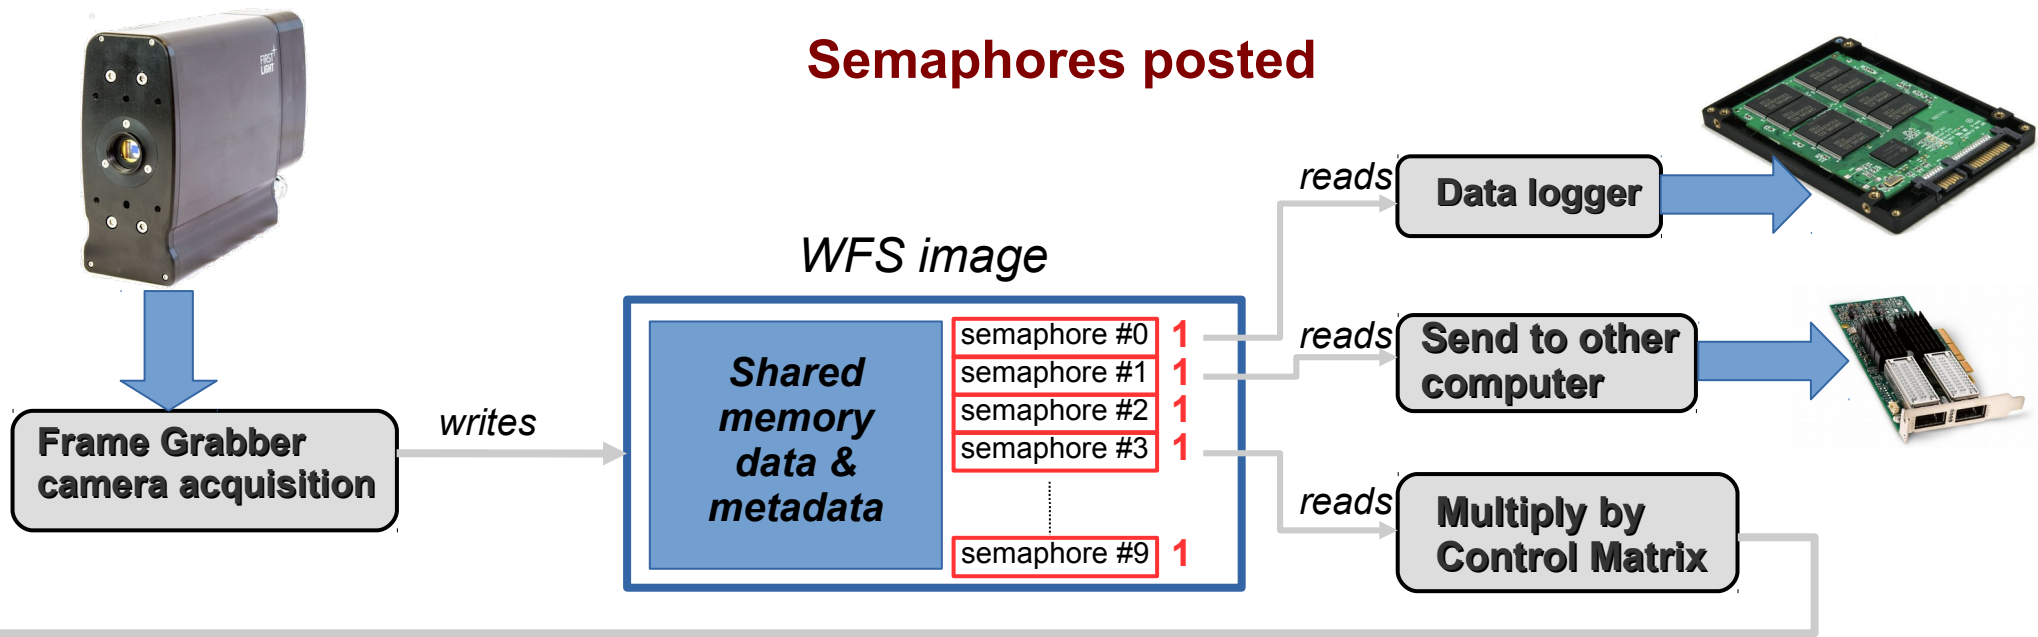 Semaphores posted
FIRST
LIGHT
reads
Data logger
WFS image
semaphore #0 1
semaphore #1 1
semaphore #2 1
semaphore #3 1
semaphore #9 1
Shared
memory
data &
metadata
reads
Send to other
computer
writes
Frame Grabber
camera acquisition
reads
Multiply by
Control Matrix